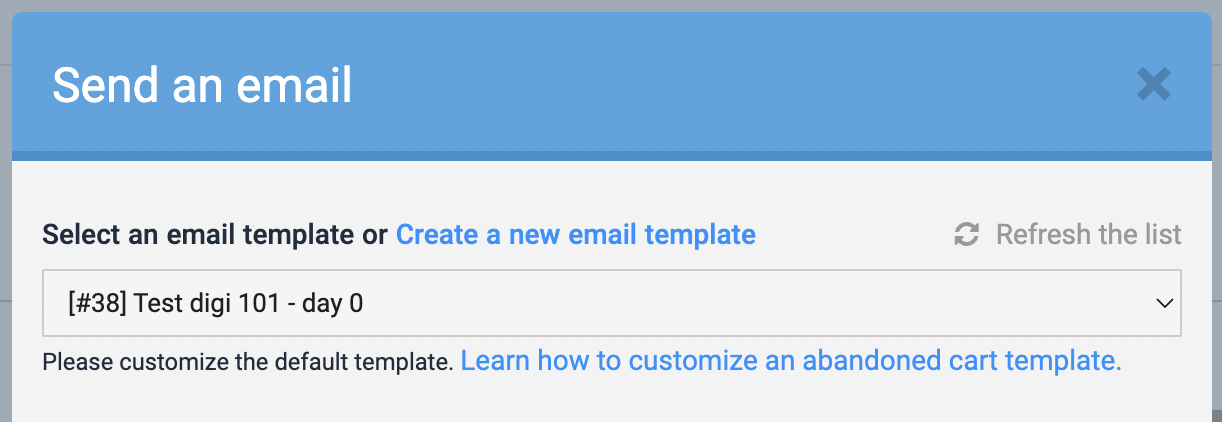 Send an email
Select an email template or Create a new email template
Refresh the list
[#38] Test digi 101 - day 0
Please customize the default template. Learn how to customize an abandoned cart template.